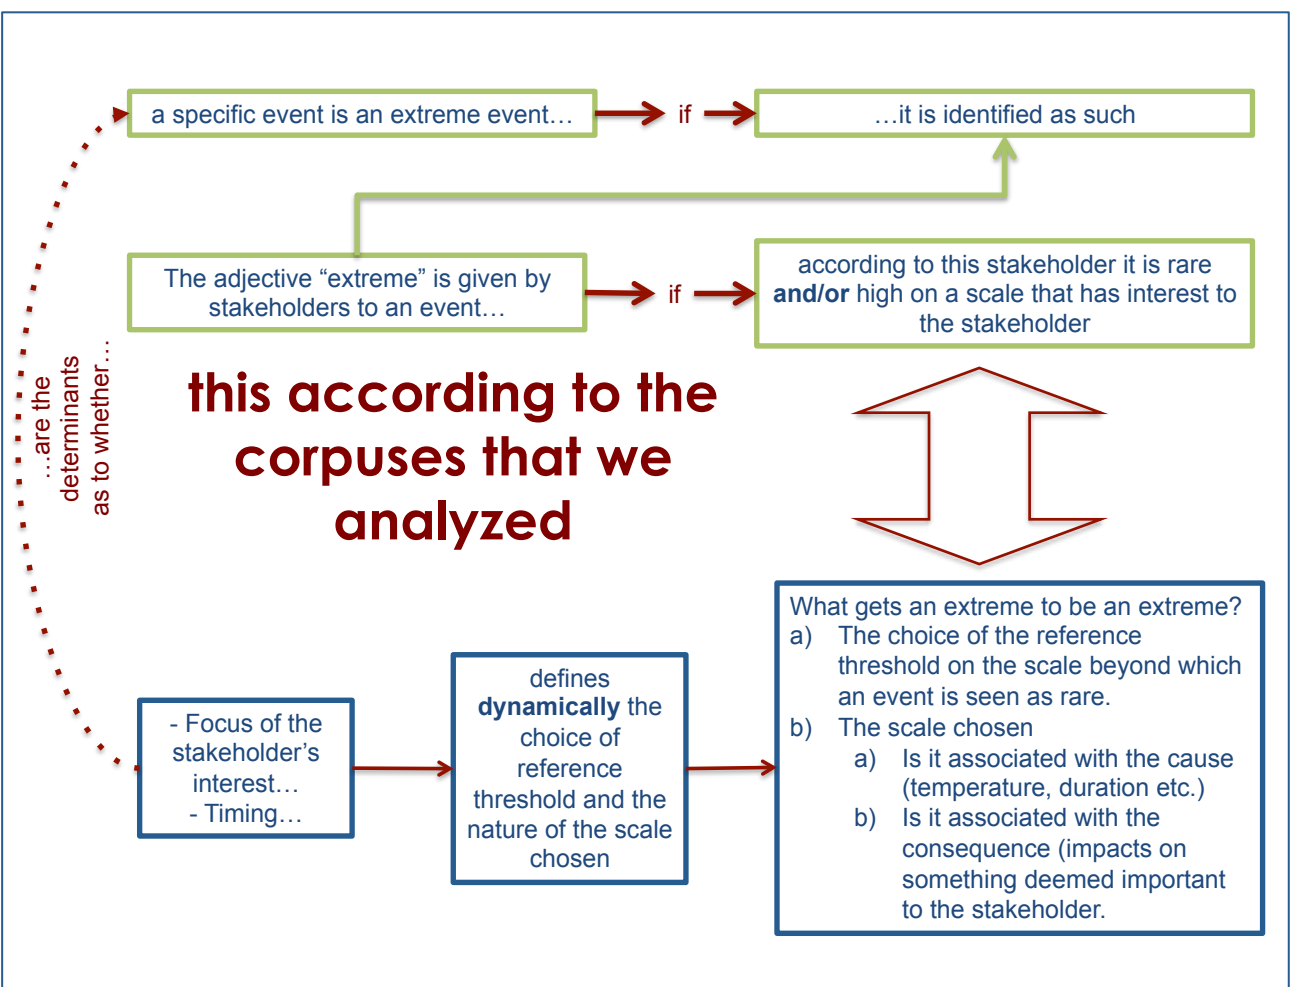 a specific event is an extreme event…
if
…it is identified as such
The adjective “extreme” is given by
stakeholders to an event…
if
according to this stakeholder it is rare
and/or high on a scale that has interest to
the stakeholder
…are the
determinants
as to whether…
this according to the
corpuses that we
analyzed
- Focus of the
stakeholder’s
interest…
- Timing…
defines
dynamically the
choice of
reference
threshold and the
nature of the scale
chosen
What gets an extreme to be an extreme?
a) The choice of the reference
threshold on the scale beyond which
an event is seen as rare.
b) The scale chosen
a) Is it associated with the cause
(temperature, duration etc.)
b) Is it associated with the
consequence (impacts on
something deemed important
to the stakeholder.